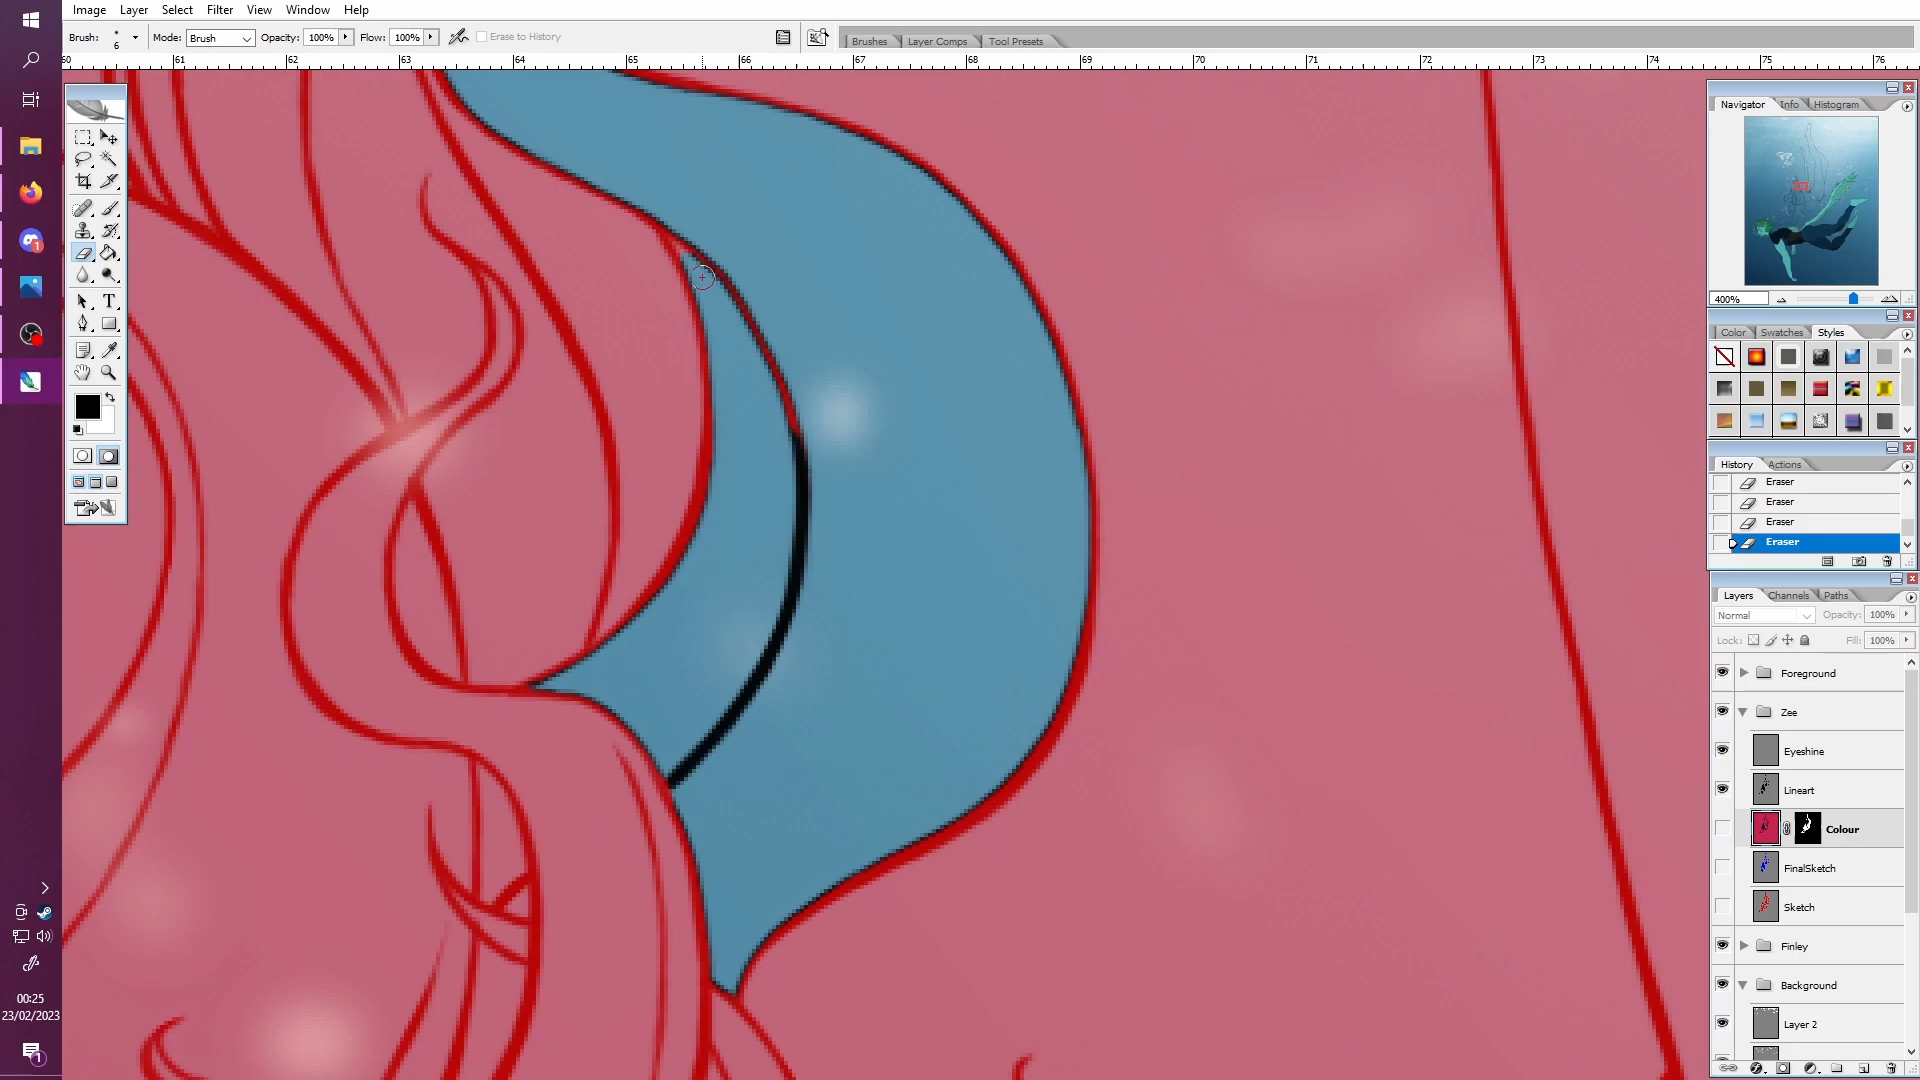 Image Layer Select Filter View Window Help
Brush: 6 Mode: Brush Opacity: 100% Flow: 100% Erase to History Brushes Layer Comps Tool Presets
60 61 62 63 64 65 66 67 68 69 70 71 72 73 74 75 76
Navigator Info Histogram
400%
Color Swatches Styles
T
History Actions
Eraser
Eraser
Eraser
Eraser
Layers Channels Paths
Normal Opacity: 100%
Lock: Fill: 100%
Foreground
Zee
Eyeshine
Lineart
Colour
FinalSketch
Sketch
Finley
Background
Layer 2
1
00:25
23/02/2023
1